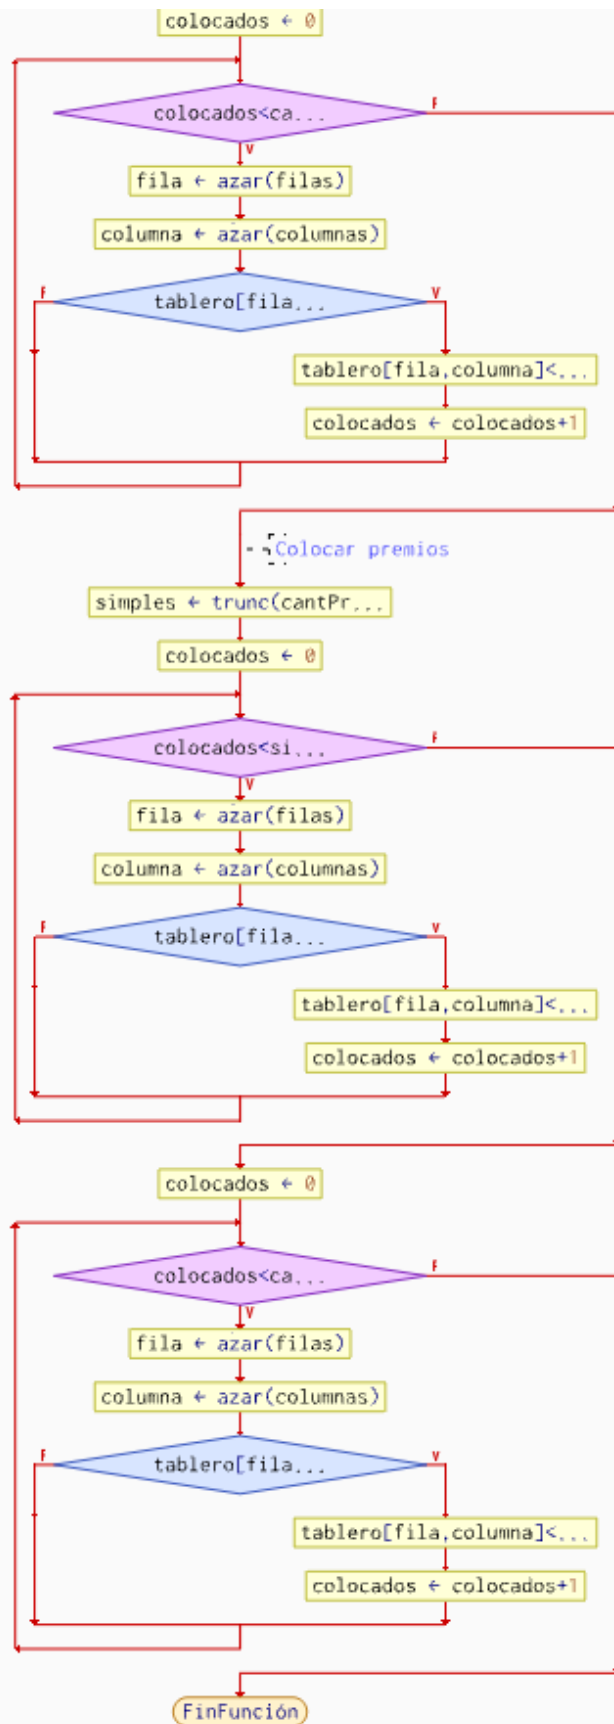 colocados ← 0
colocados<ca...
F
V
fila ← azar(filas)
columna ← azar(columnas)
F
tablero[fila...
V
tablero[fila,columna]<...
colocados ← colocados+1
Colocar premios
simples ← trunc(cantPr...
colocados ← 0
colocados<si...
F
V
fila ← azar(filas)
columna ← azar(columnas)
F
tablero[fila...
V
tablero[fila,columna]<...
colocados ← colocados+1
colocados ← 0
colocados<ca...
F
V
fila ← azar(filas)
columna ← azar(columnas)
F
tablero[fila...
V
tablero[fila,columna]<...
colocados ← colocados+1
FinFunción